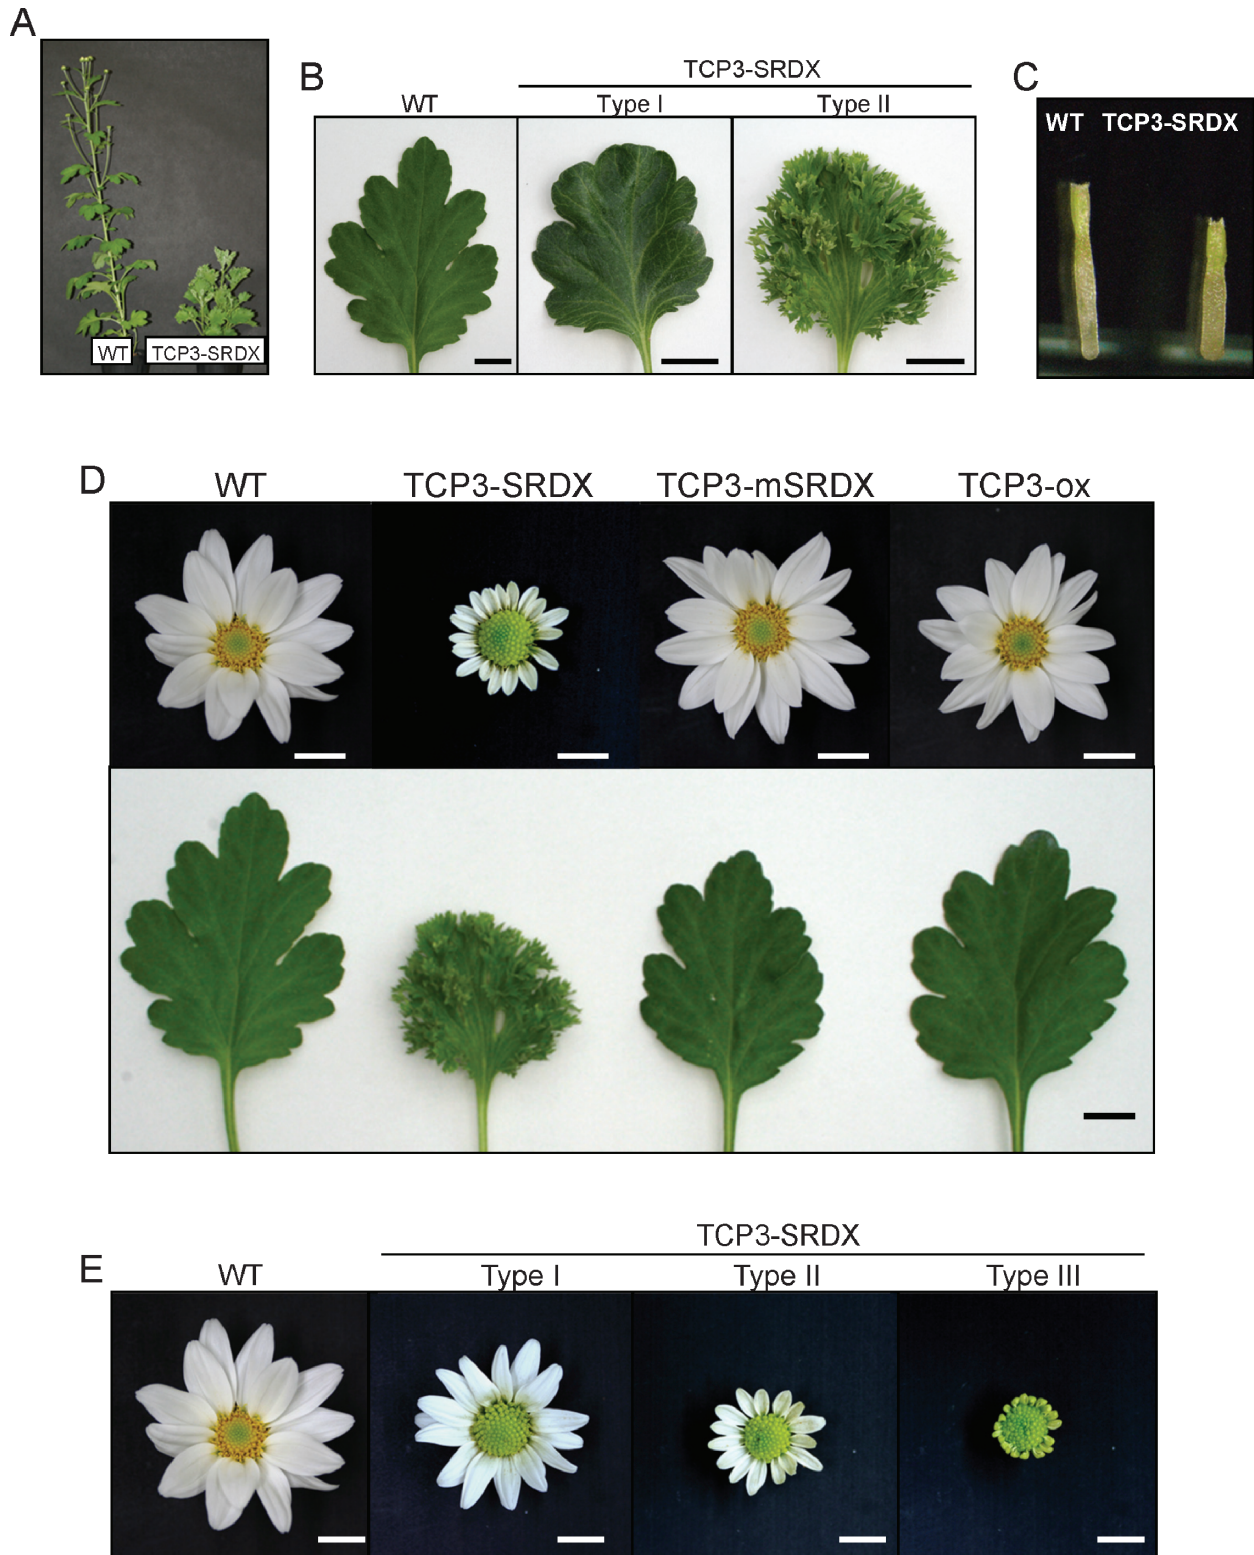 A
WT
TCP3-SRDX
B
TCP3-SRDX
WT
Type I
Type II
C
WT TCP3-SRDX
D
WT
TCP3-SRDX
TCP3-mSRDX
TCP3-ox
E
TCP3-SRDX
WT
Type I
Type II
Type III